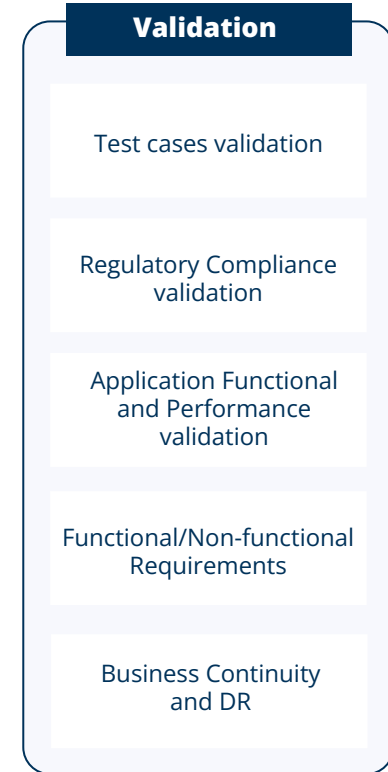 Validation
Test cases validation
Regulatory Compliance
validation
Application Functional
and Performance
validation
Functional/Non-functional
Requirements
Business Continuity
and DR